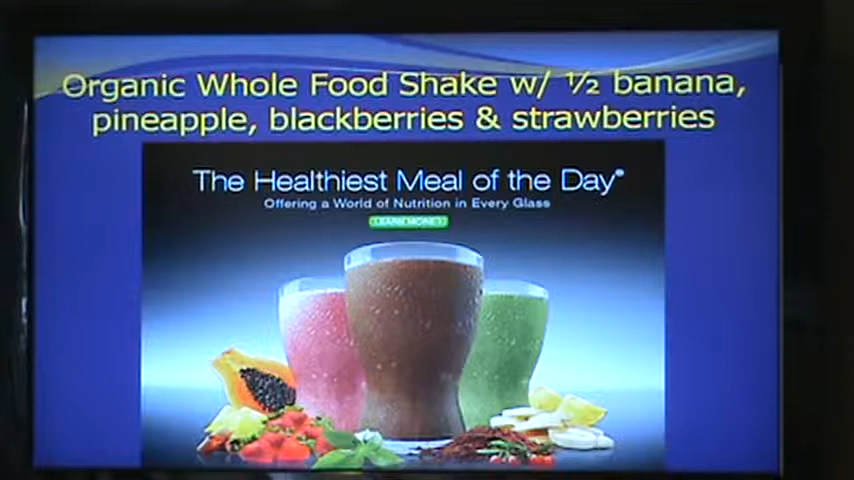 Organic Whole Food Shake w/ ½ banana,
pineapple, blackberries & strawberries
The Healthiest Meal of the Day®
Offering a World of Nutrition in Every Glass
LEARN MORE